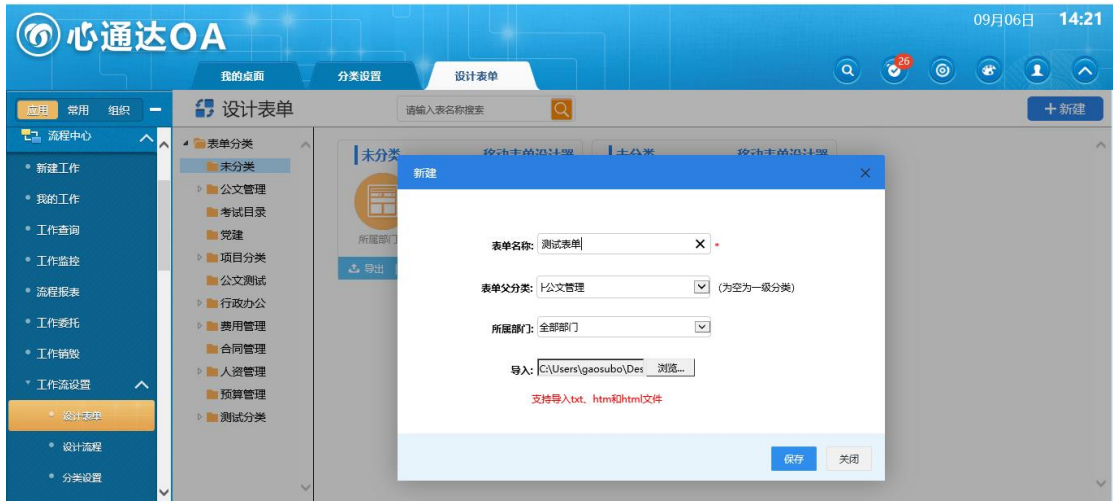 心通达OA
09月06日 14:21
我的桌面 分类设置 设计表单
26
应用 常用 组织
设计表单
请输入表名称搜索
新建
流程中心
新建工作
我的工作
工作查询
工作监控
流程报表
工作委托
工作销毁
工作流设置
设计表单
设计流程
分类设置
表单分类
未分类
公文管理
考试目录
党建
项目分类
公文测试
行政办公
费用管理
合同管理
人资管理
预算管理
测试分类
未分类 移动表单设计器 未分类 移动表单设计器
所属部门
导出
新建
表单名称: 测试表单 *
表单父分类: ├公文管理 (为空为一级分类)
所属部门: 全部部门
导入: C:\Users\gaosubo\Des 浏览...
支持导入txt、htm和html文件
保存 关闭